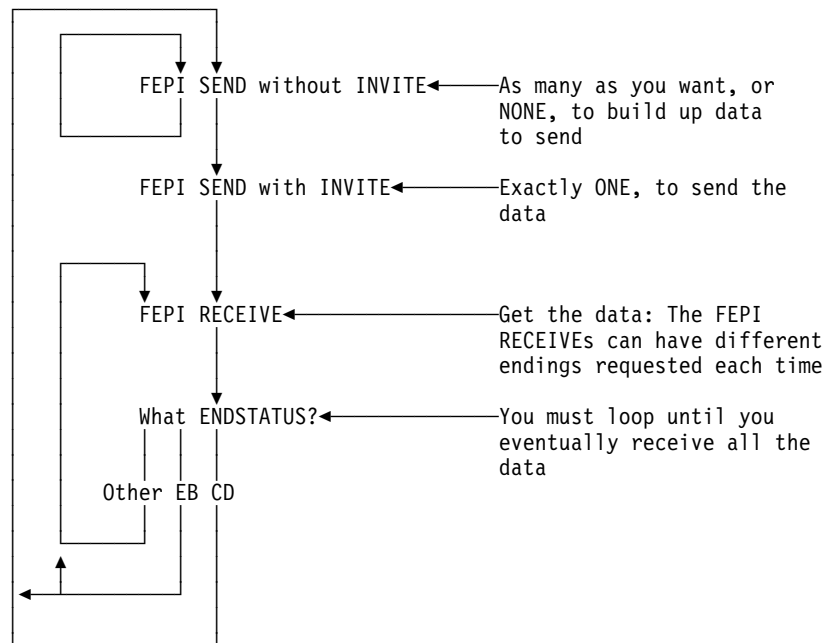 FEPI SEND without INVITE
As many as you want, or
NONE, to build up data
to send
FEPI SEND with INVITE
Exactly ONE, to send the
data
FEPI RECEIVE
Get the data: The FEPI
RECEIVEs can have different
endings requested each time
What ENDSTATUS?
You must loop until you
eventually receive all the
data
Other EB CD